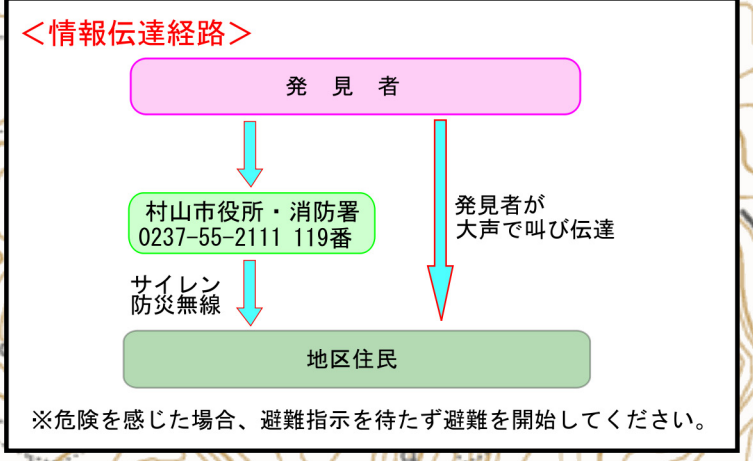 ＜情報伝達経路＞
発 見 者
村山市役所・消防署
0237-55-2111 119番
発見者が
大声で叫び伝達
サイレン
防災無線
地区住民
※危険を感じた場合、避難指示を待たず避難を開始してください。